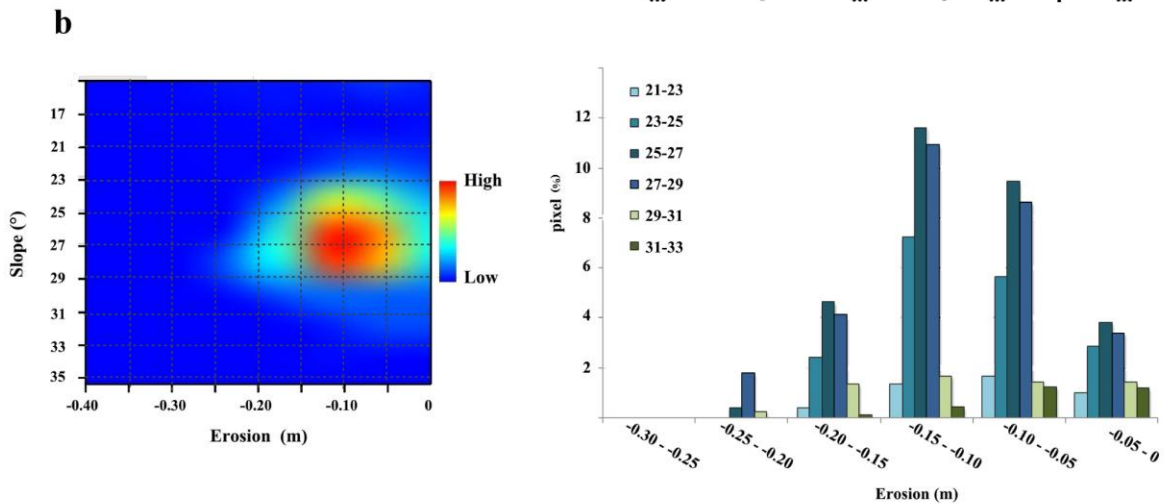 b
17
21
23
25
27
29
31
33
35
Slope (°)
-0.40
-0.30
-0.20
-0.10
0
Erosion (m)
High
Low
pixel (%)
12
10
8
6
4
2
21-23
23-25
25-27
27-29
29-31
31-33
-0.30 – -0.25
-0.25 – -0.20
-0.20 – -0.15
-0.15 – -0.10
-0.10 – -0.05
-0.05 - 0
Erosion (m)